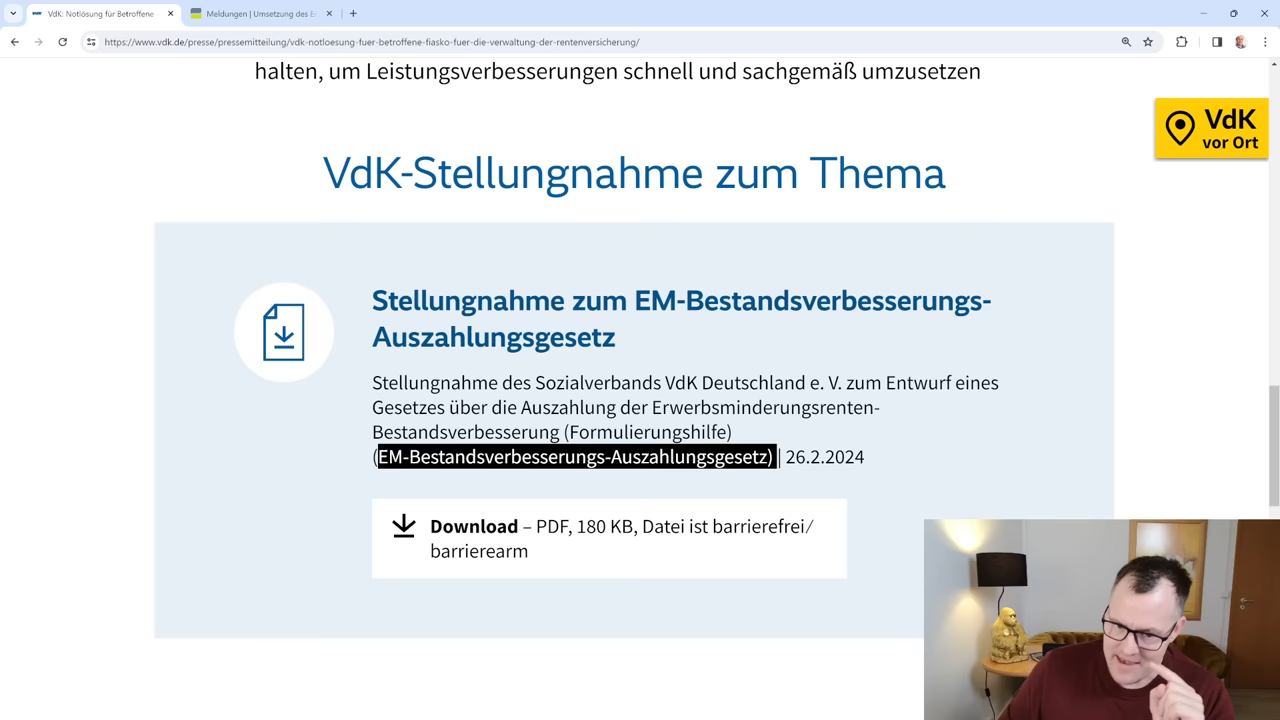 VdK: Notlösung für Betroffene
Meldungen | Umsetzung des
https://www.vdk.de/presse/pressemitteilung/vdk-notloesung-fuer-betroffene-fiasko-fuer-die-verwaltung-der-rentenversicherung/
halten, um Leistungsverbesserungen schnell und sachgemäß umzusetzen
VdK
vor Ort
VdK-Stellungnahme zum Thema
Stellungnahme zum EM-Bestandsverbesserungs-
Auszahlungsgesetz
Stellungnahme des Sozialverbands VdK Deutschland e. V. zum Entwurf eines
Gesetzes über die Auszahlung der Erwerbsminderungsrenten-
Bestandsverbesserung (Formulierungshilfe)
(EM-Bestandsverbesserungs-Auszahlungsgesetz) | 26.2.2024
Download – PDF, 180 KB, Datei ist barrierefrei/
barrierearm